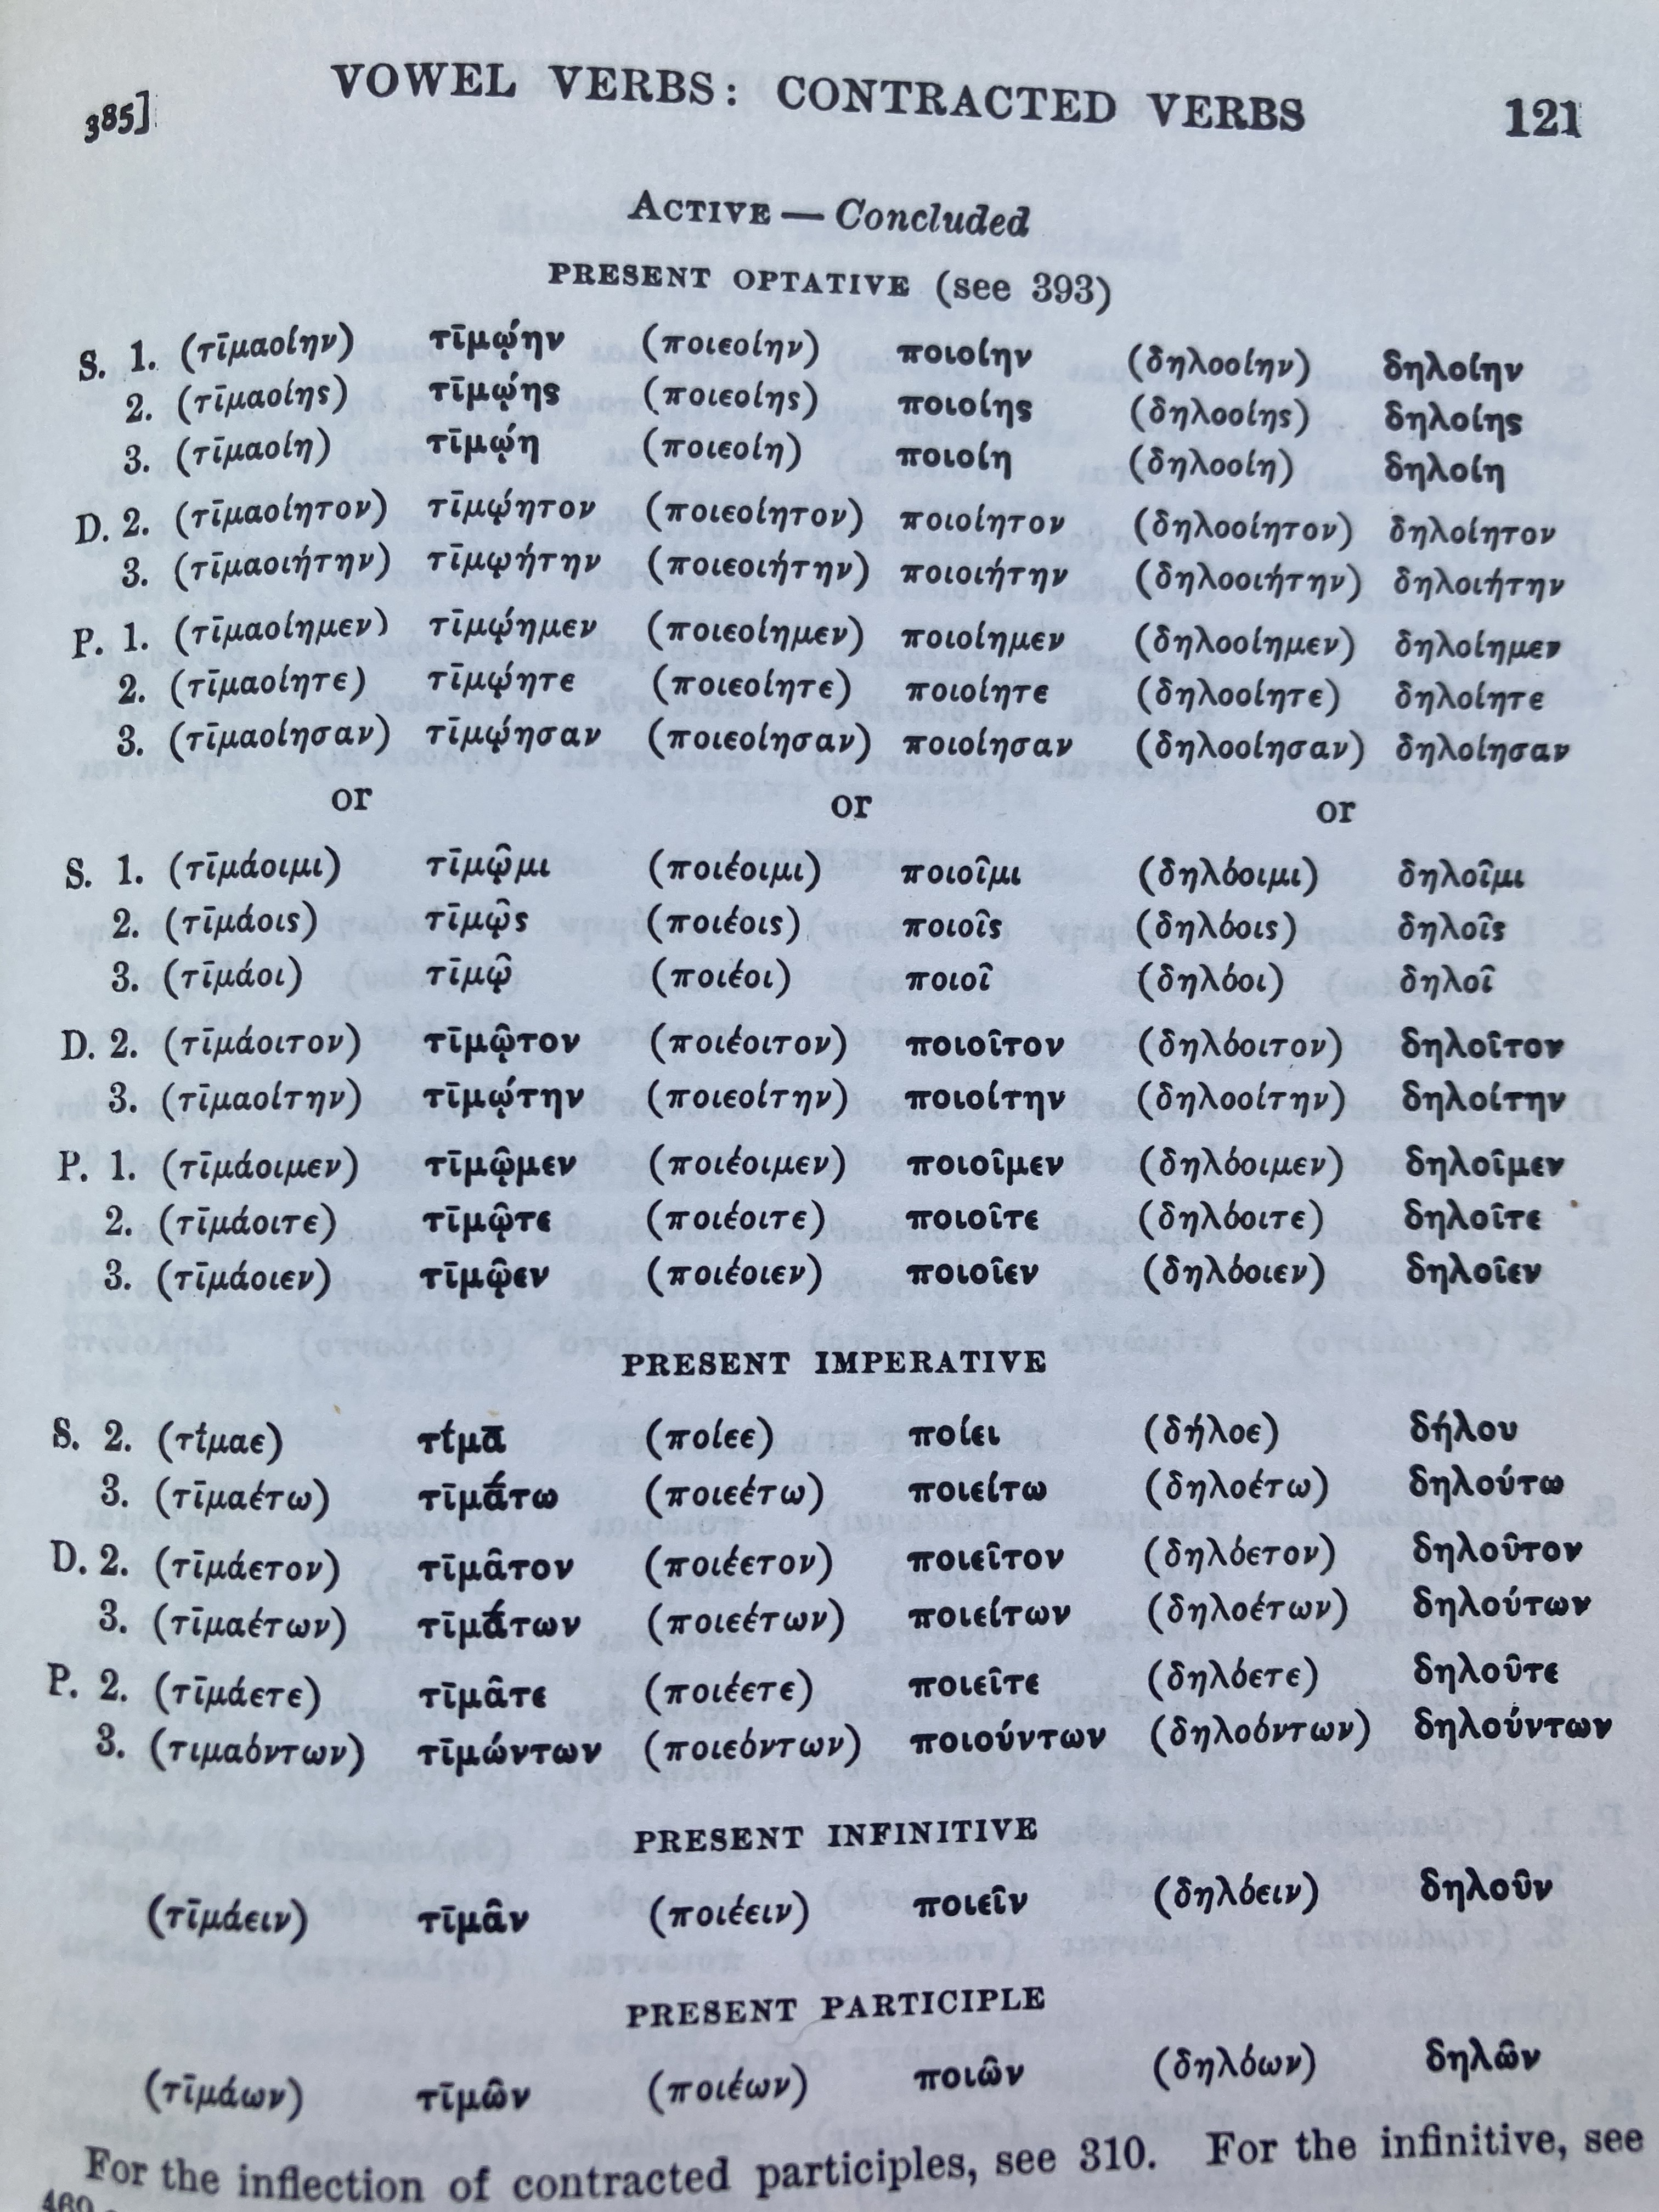 385] VOWEL VERBS: CONTRACTED VERBS 121
ACTIVE — Concluded
PRESENT OPTATIVE (see 393)
S. 1. (τῑμαοίην) τῑμῴην (ποιεοίην) ποιοίην (δηλοοίην) δηλοίην
2. (τῑμαοίης) τῑμῴης (ποιεοίης) ποιοίης (δηλοοίης) δηλοίης
3. (τῑμαοίη) τῑμῴη (ποιεοίη) ποιοίη (δηλοοίη) δηλοίη
D. 2. (τῑμαοίητον) τῑμῴητον (ποιεοίητον) ποιοίητον (δηλοοίητον) δηλοίητον
3. (τῑμαοιήτην) τῑμῳήτην (ποιεοιήτην) ποιοιήτην (δηλοοιήτην) δηλοιήτην
P. 1. (τῑμαοίημεν) τῑμῴημεν (ποιεοίημεν) ποιοίημεν (δηλοοίημεν) δηλοίημεν
2. (τῑμαοίητε) τῑμῴητε (ποιεοίητε) ποιοίητε (δηλοοίητε) δηλοίητε
3. (τῑμαοίησαν) τῑμῴησαν (ποιεοίησαν) ποιοίησαν (δηλοοίησαν) δηλοίησαν
or or or
S. 1. (τῑμάοιμι) τῑμῷμι (ποιέοιμι) ποιοῖμι (δηλόοιμι) δηλοῖμι
2. (τῑμάοις) τῑμῷς (ποιέοις) ποιοῖς (δηλόοις) δηλοῖς
3. (τῑμάοι) τῑμῷ (ποιέοι) ποιοῖ (δηλόοι) δηλοῖ
D. 2. (τῑμάοιτον) τῑμῷτον (ποιέοιτον) ποιοῖτον (δηλόοιτον) δηλοῖτον
3. (τῑμαοίτην) τῑμῴτην (ποιεοίτην) ποιοίτην (δηλοοίτην) δηλοίτην
P. 1. (τῑμάοιμεν) τῑμῷμεν (ποιέοιμεν) ποιοῖμεν (δηλόοιμεν) δηλοῖμεν
2. (τῑμάοιτε) τῑμῷτε (ποιέοιτε) ποιοῖτε (δηλόοιτε) δηλοῖτε
3. (τῑμάοιεν) τῑμῷεν (ποιέοιεν) ποιοῖεν (δηλόοιεν) δηλοῖεν
PRESENT IMPERATIVE
S. 2. (τί̄μαε) τί̄μᾱ (ποίεε) ποίει (δήλοε) δήλου
3. (τῑμαέτω) τῑμᾱ́τω (ποιεέτω) ποιείτω (δηλοέτω) δηλούτω
D. 2. (τῑμάετον) τῑμᾶτον (ποιέετον) ποιεῖτον (δηλόετον) δηλοῦτον
3. (τῑμαέτων) τῑμᾱ́των (ποιεέτων) ποιείτων (δηλοέτων) δηλούτων
P. 2. (τῑμάετε) τῑμᾶτε (ποιέετε) ποιεῖτε (δηλόετε) δηλοῦτε
3. (τιμαόντων) τῑμώντων (ποιεόντων) ποιούντων (δηλοόντων) δηλούντων
PRESENT INFINITIVE
(τῑμάειν) τῑμᾶν (ποιέειν) ποιεῖν (δηλόειν) δηλοῦν
PRESENT PARTICIPLE
(τῑμάων) τῑμῶν (ποιέων) ποιῶν (δηλόων) δηλῶν
For the inflection of contracted participles, see 310. For the infinitive, see
469